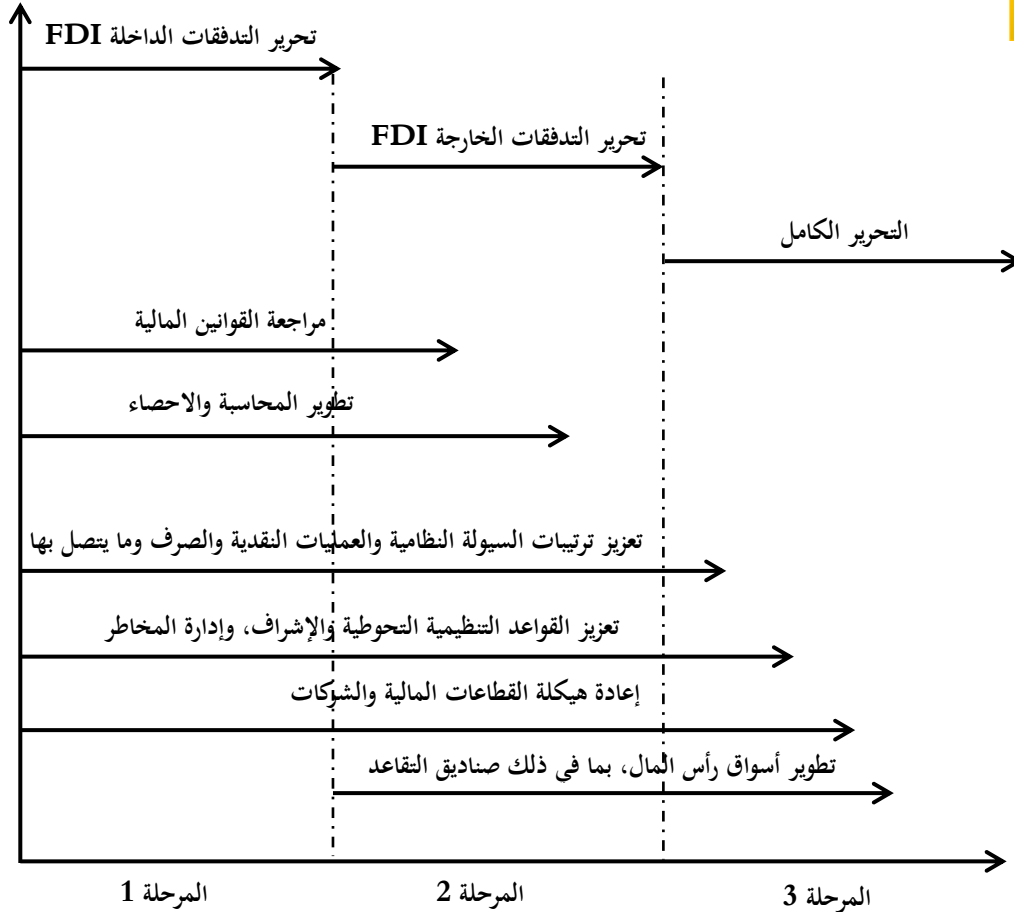 تحرير التدفقات الداخلة FDI
تحرير التدفقات الخارجة FDI
التحرير الكامل
مراجعة القوانين المالية
تطوير المحاسبة والاحصاء
تعزيز ترتيبات السيولة النظامية والعمليات النقدية والصرف وما يتصل بها
تعزيز القواعد التنظيمية التحوطية والإشراف، وإدارة المخاطر
إعادة هيكلة القطاعات المالية والشركات
تطوير أسواق رأس المال، بما في ذلك صناديق التقاعد
المرحلة 1
المرحلة 2
المرحلة 3